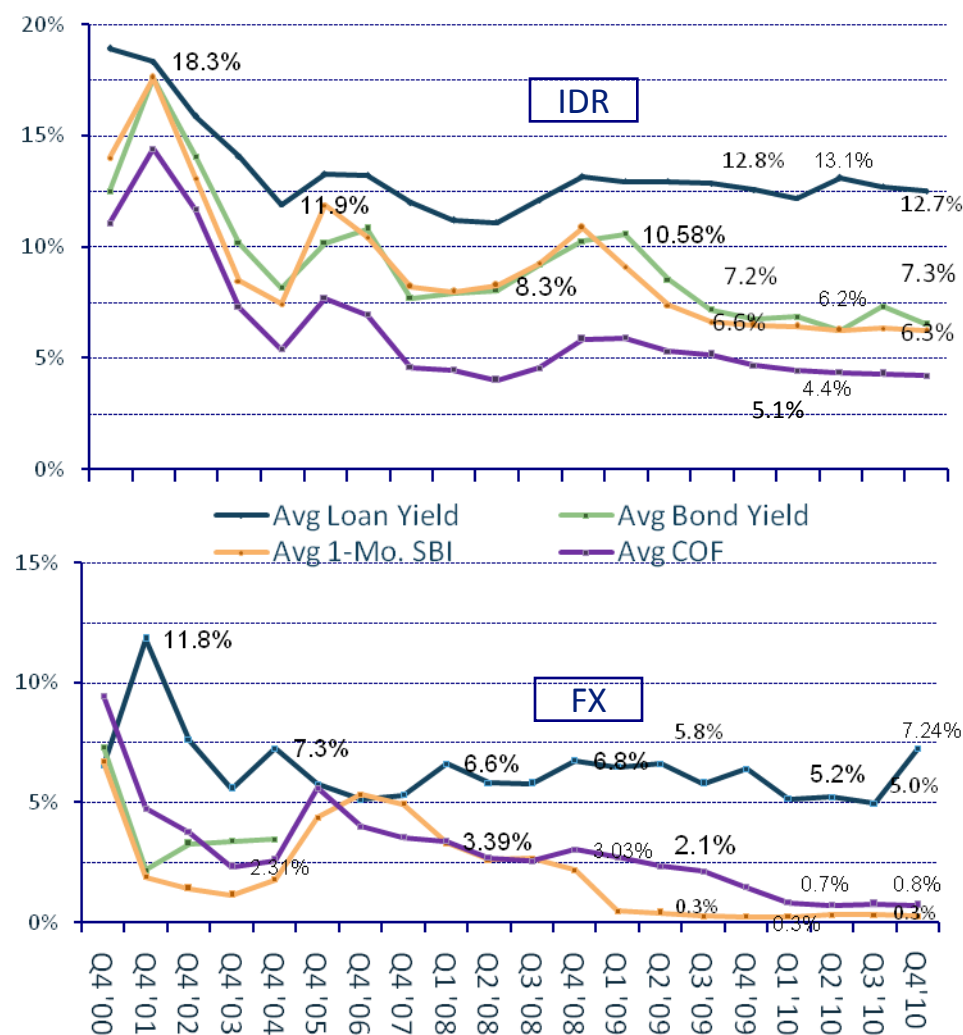 20%
18.3%
IDR
15%
12.8%
13.1%
11.9%
12.7%
10%
10.58%
7.2%
7.3%
8.3%
6.2%
6.6%
6.3%
5%
4.4%
5.1%
0%
Avg Loan Yield Avg Bond Yield
Avg 1-Mo. SBI Avg COF
15%
11.8%
10%
FX
5.8%
7.24%
7.3%
6.6%
6.8%
5.2%
5.0%
5%
3.39%
3.03%
2.1%
2.31%
0.7%
0.8%
0.3%
0.3%
0.3%
0%
Q4'00
Q4'01
Q4'02
Q4'03
Q4'04
Q4'05
Q4'06
Q4'07
Q1'08
Q2'08
Q3'08
Q4'08
Q1'09
Q2'09
Q3'09
Q4'09
Q1'10
Q2'10
Q3'10
Q4'10